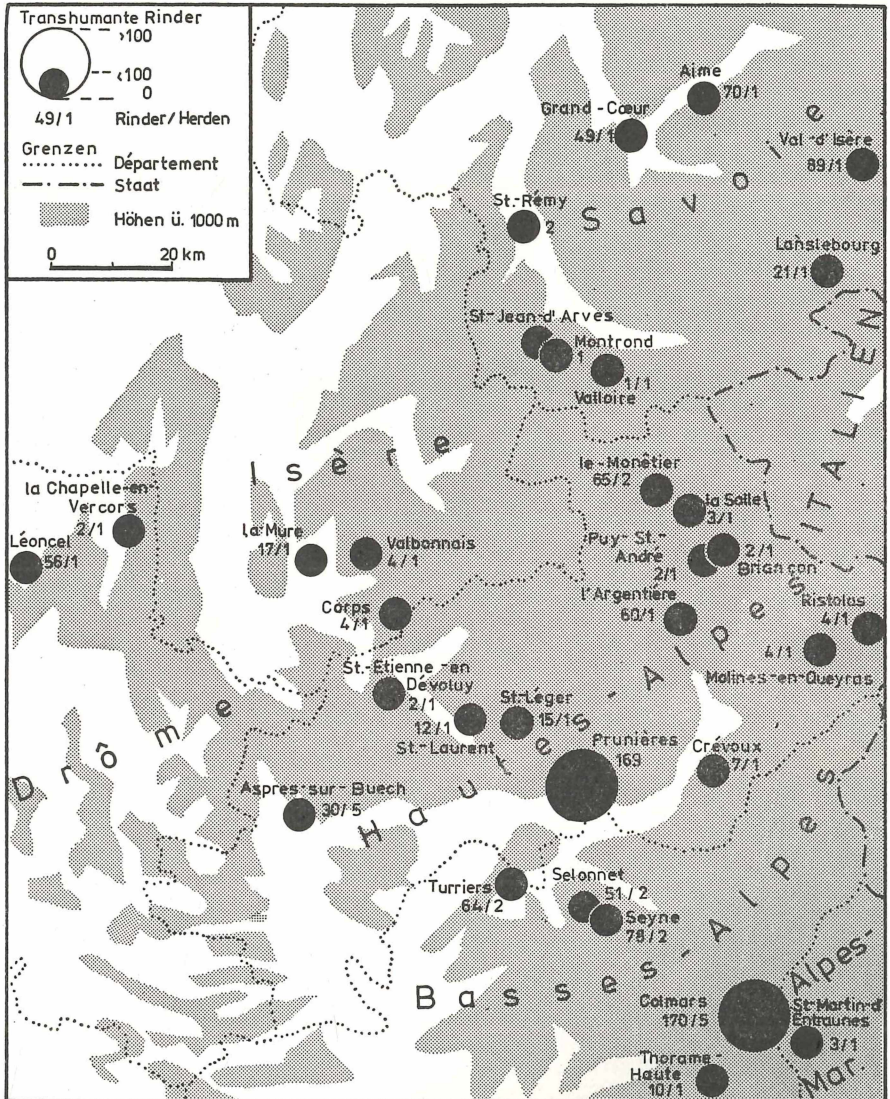 Transhumante Rinder
>100
<100
0
49/1 Rinder/Herden
Grenzen
Département
Staat
Höhen ü. 1000 m
0 20 km
Aime
70/1
Grand-Cœur
49/1
Val-d'Isère
89/1
Savoie
St.-Rémy
2
Lanslebourg
21/1
St-Jean-d'Arves
Montrond
1
1/1
Valloire
ITALIEN
Isère
le-Monêtier
65/2
la Salle
3/1
la Chapelle-en-
Vercors
2/1
Léoncel
56/1
la-Mure
17/1
Valbonnais
4/1
Puy-St.-
André
2/1
2/1
Briançon
Corps
4/1
l'Argentière
60/1
Ristolas
4/1
4/1
Molines-en-Queyras
St.-Etienne-en
Dévoluy
2/1
12/1
St.-Laurent
St-Léger
15/1
Hautes-Alpes
Prunières
169
Crévoux
7/1
Drôme
Aspres-sur-Buech
30/5
Turriers
64/2
Selonnet
51/2
Seyne
78/2
Basses-Alpes
Colmars
170/5
Alpes-
Mar.
St-Martin-d'
Entraunes
3/1
Thorame-
Haute
10/1